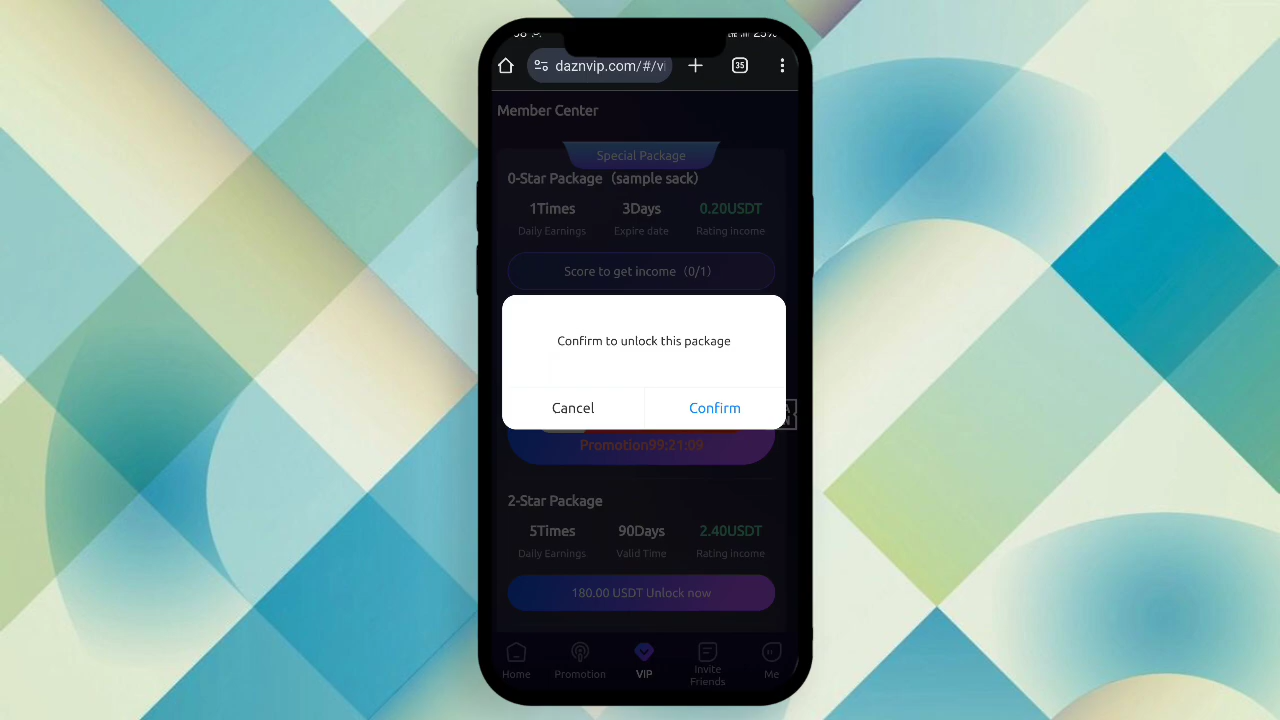 35
daznvip.com/#/vi
Member Center
Special Package
0-Star Package（sample sack）
1Times 3Days 0.20USDT
Daily Earnings Expire date Rating income
Score to get income（0/1）
Confirm to unlock this package
Cancel Confirm
Promotion99:21:09
2-Star Package
5Times 90Days 2.40USDT
Daily Earnings Valid Time Rating income
180.00 USDT Unlock now
Home Promotion VIP Invite Friends Me